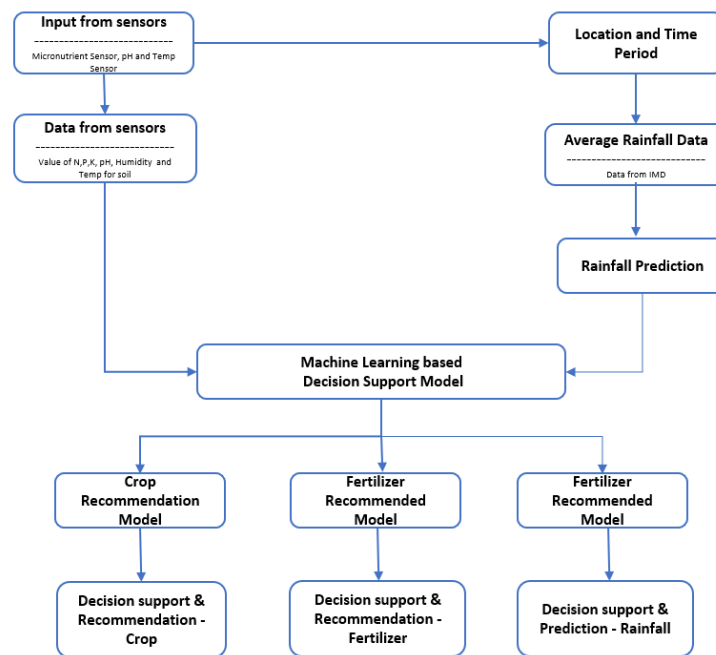 Input from sensors
----------------------------
Micronutrient Sensor, pH and Temp
Sensor
Location and Time
Period
Data from sensors
----------------------------
Value of N,P,K, pH, Humidity and
Temp for soil
Average Rainfall Data
----------------------------
Data from IMD
Rainfall Prediction
Machine Learning based
Decision Support Model
Crop
Recommendation
Model
Fertilizer
Recommended
Model
Fertilizer
Recommended
Model
Decision support &
Recommendation -
Crop
Decision support &
Recommendation -
Fertilizer
Decision support &
Prediction - Rainfall